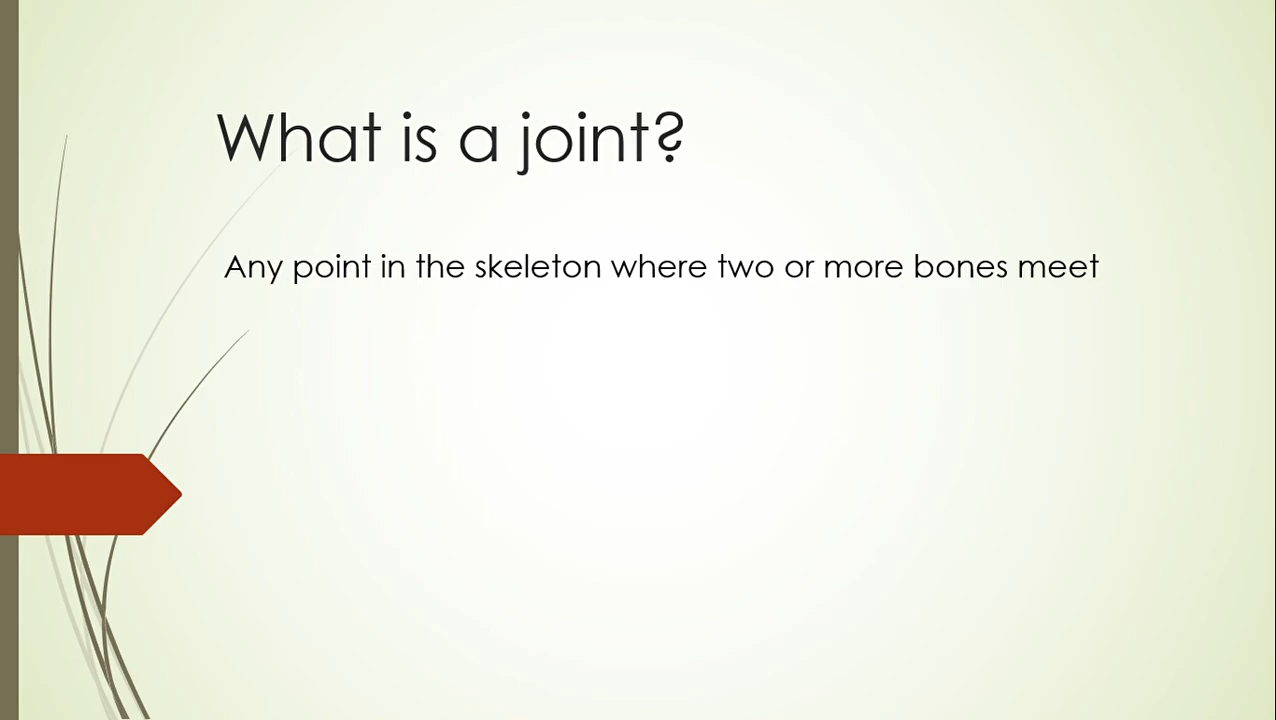 What is a joint?
Any point in the skeleton where two or more bones meet